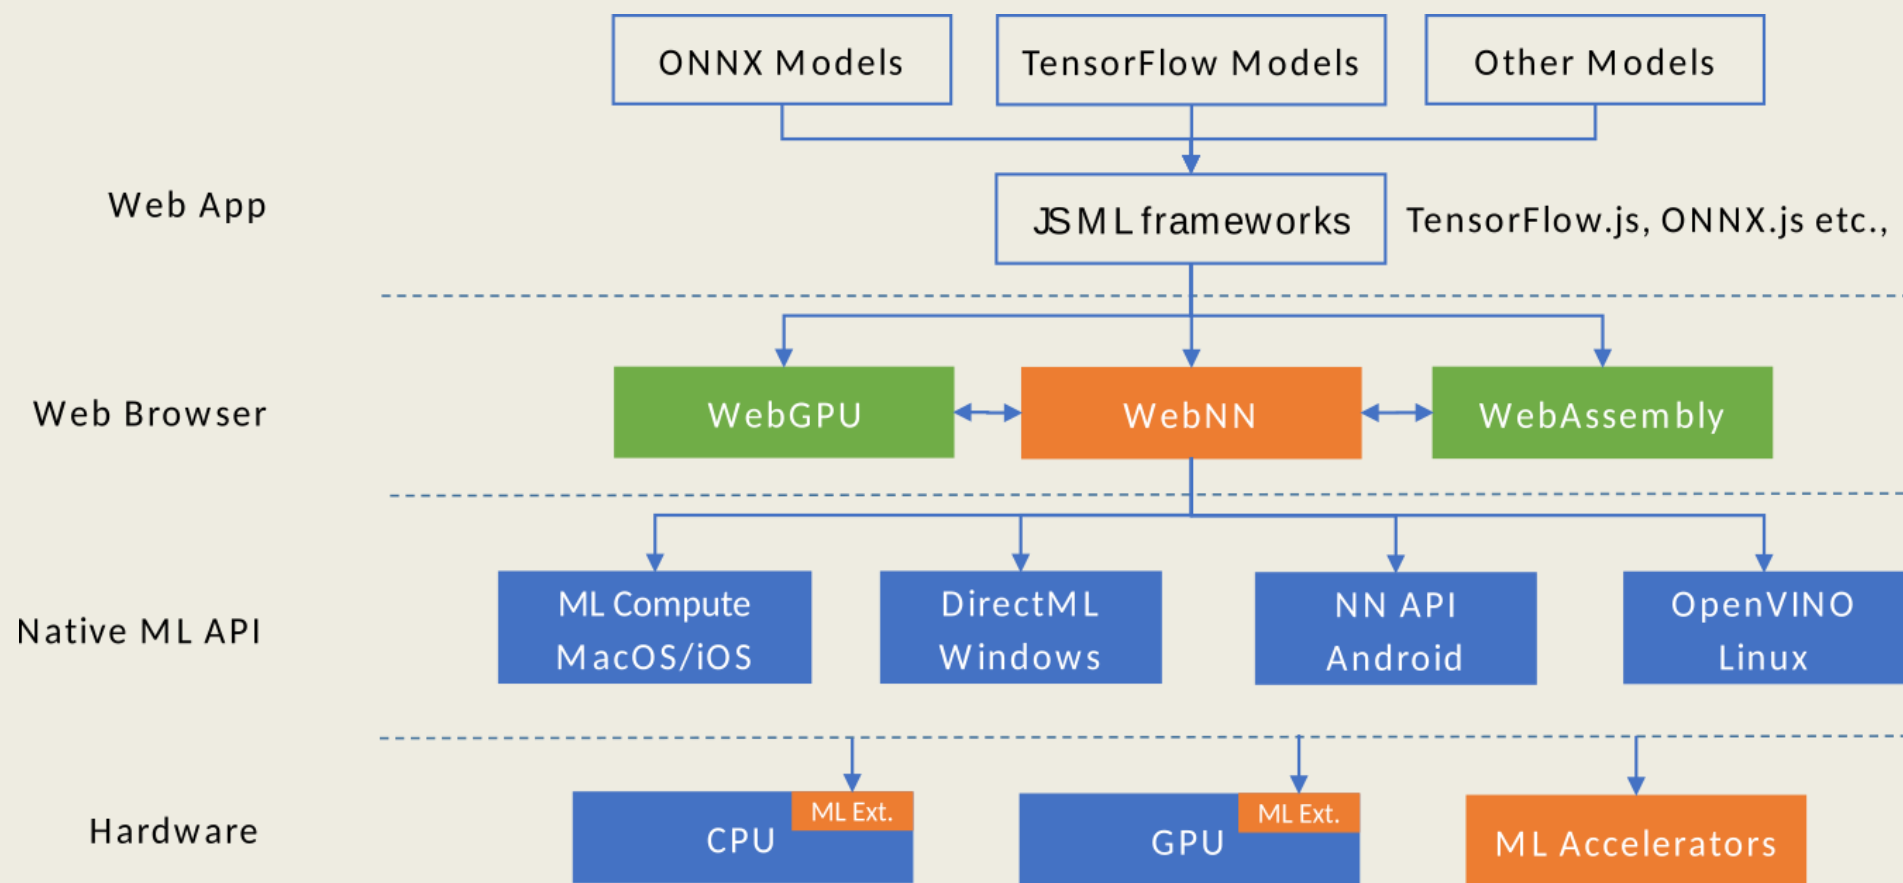 ONNX Models
TensorFlow Models
Other Models
Web App
JS ML frameworks
TensorFlow.js, ONNX.js etc.,
Web Browser
WebGPU
WebNN
WebAssembly
Native ML API
ML Compute
MacOS/iOS
DirectML
Windows
NN API
Android
OpenVINO
Linux
Hardware
CPU
ML Ext.
GPU
ML Ext.
ML Accelerators